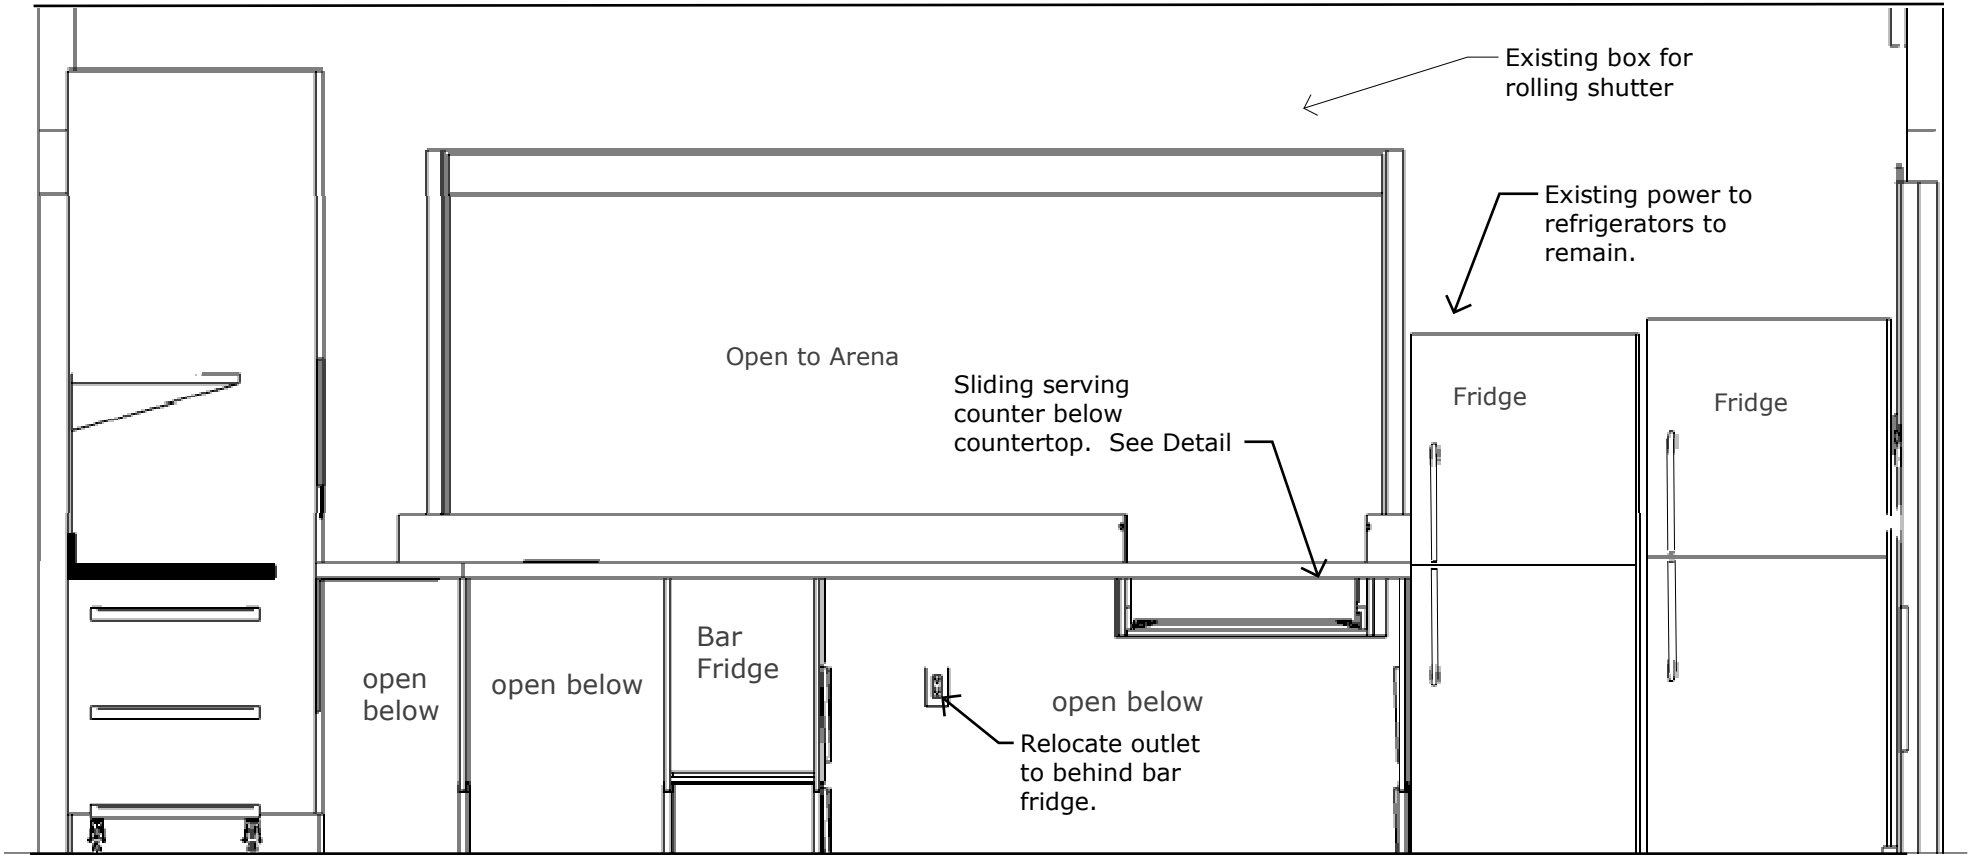 Existing box for
rolling shutter
Existing power to
refrigerators to
remain.
Open to Arena
Sliding serving
counter below
countertop.  See Detail
Fridge
Fridge
Bar
Fridge
open
below
open below
open below
Relocate outlet
to behind bar
fridge.